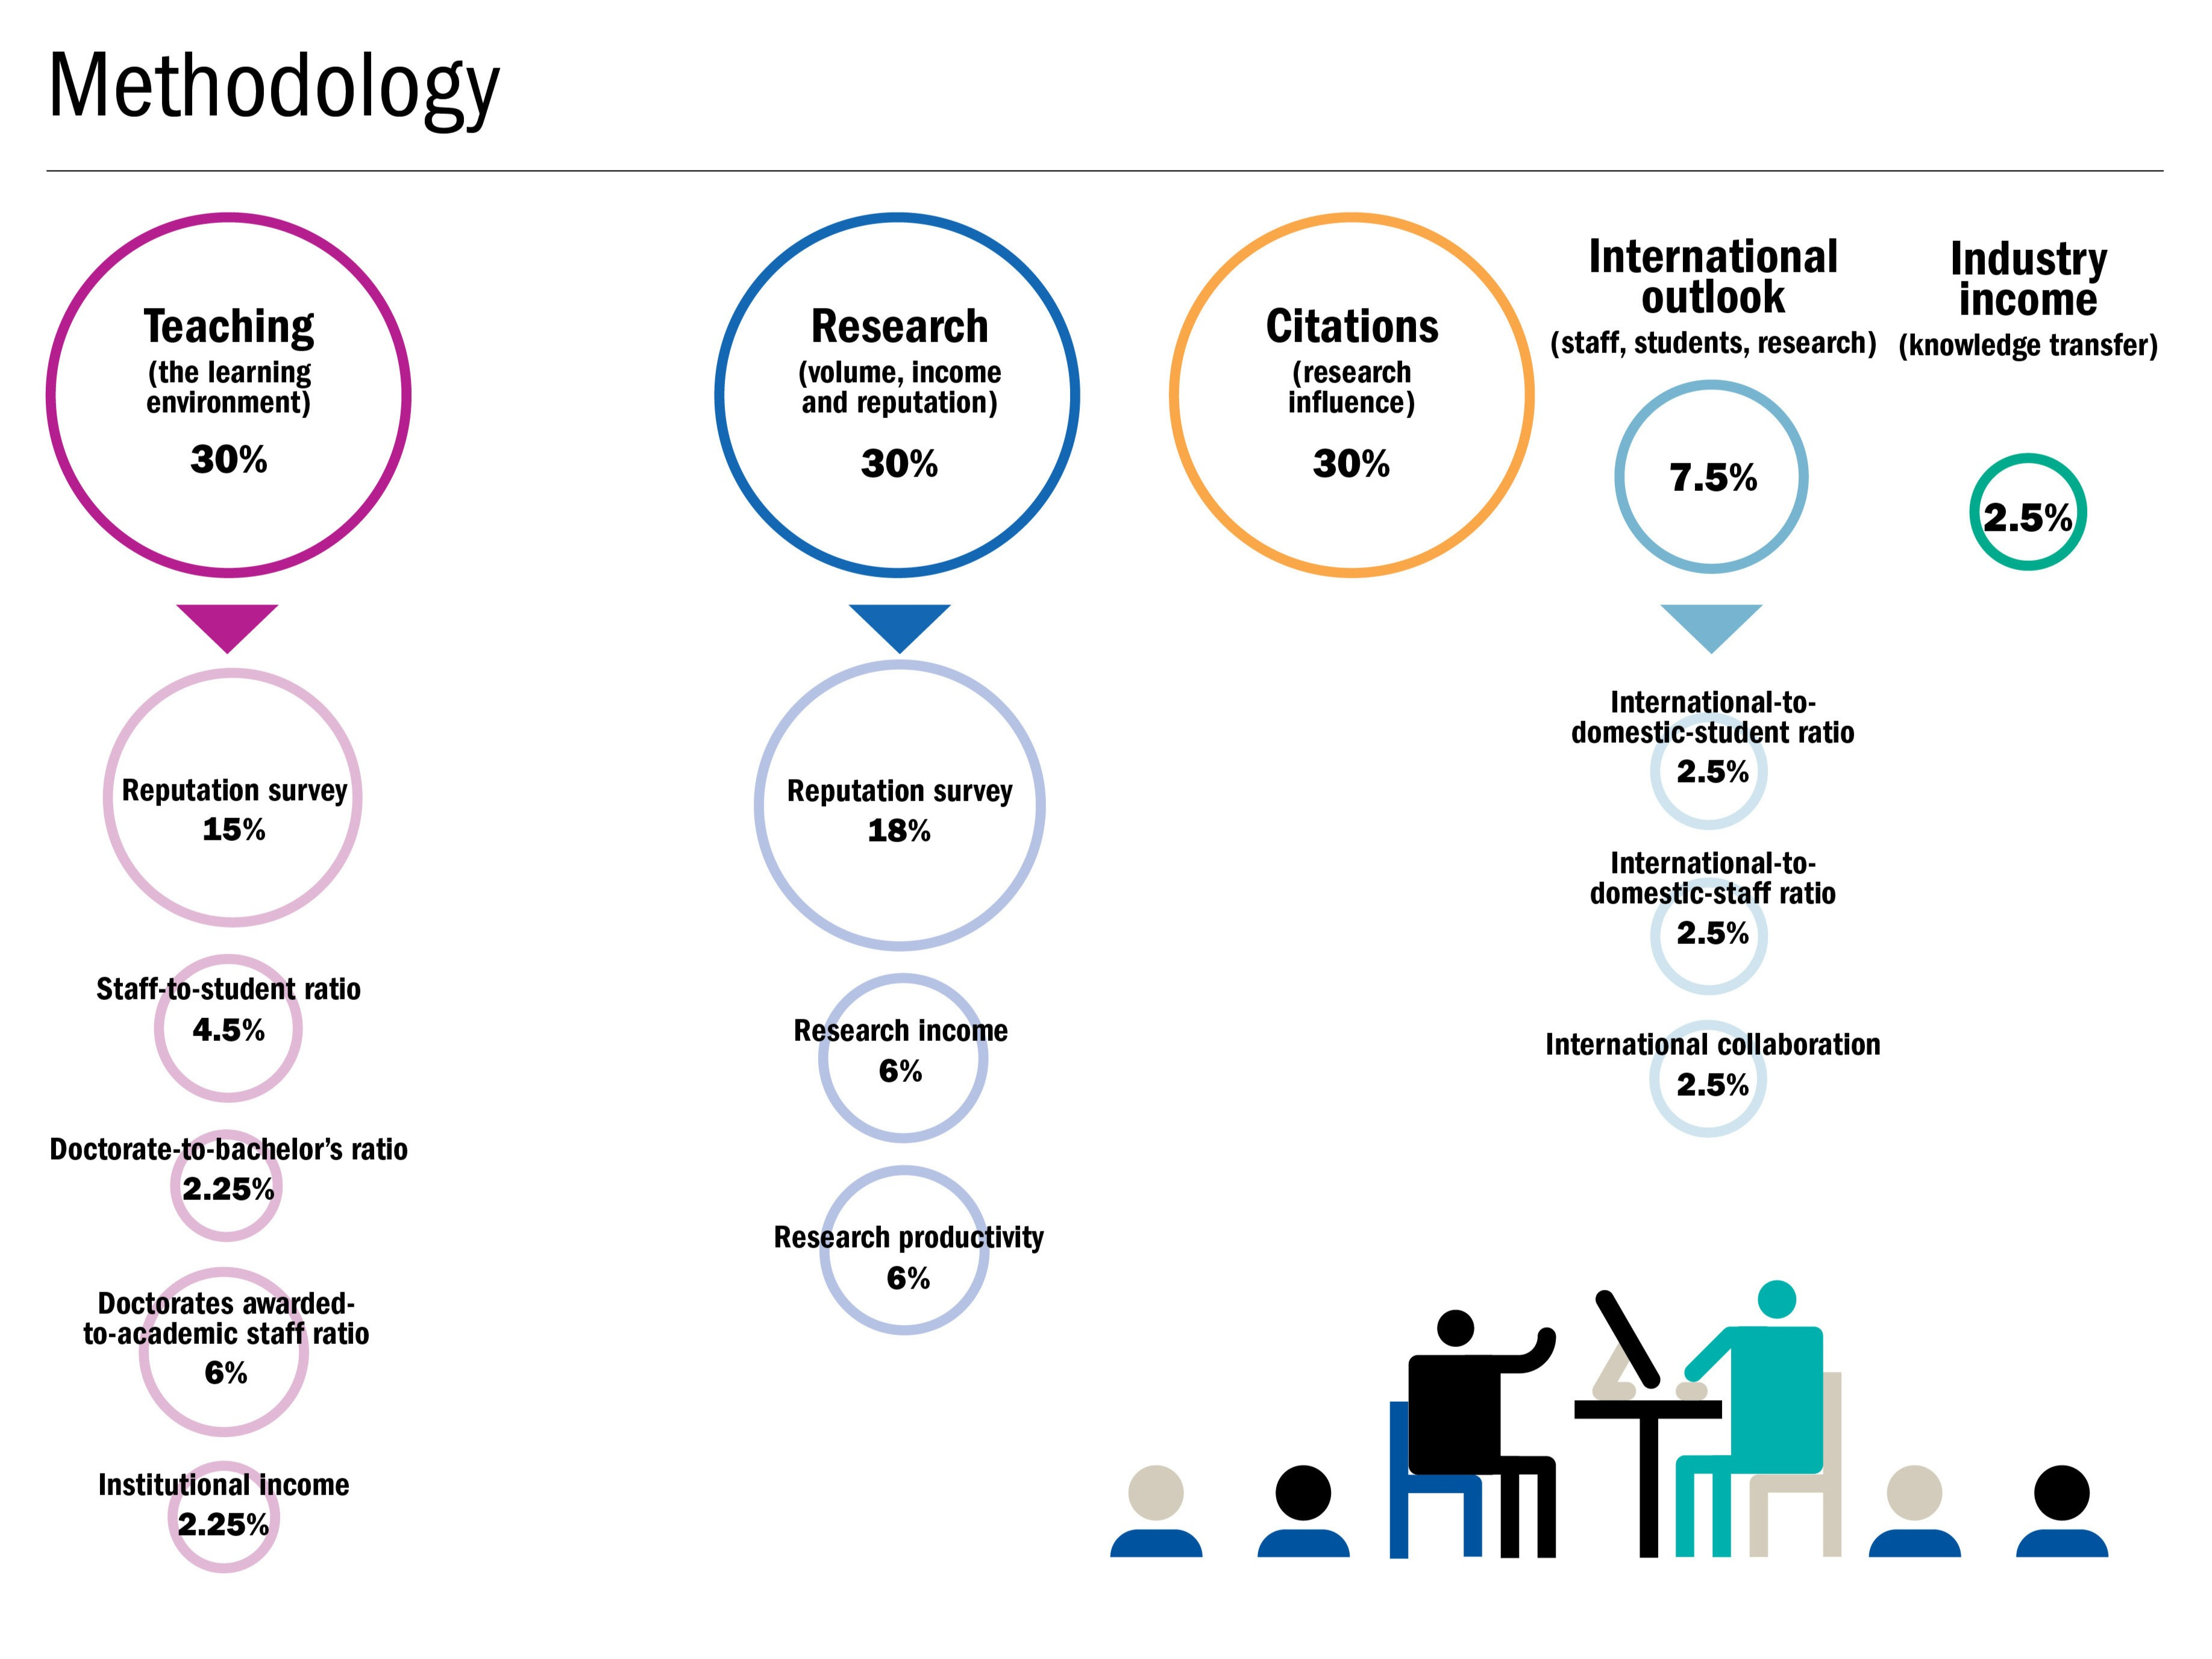 Methodology
Teaching
(the learning
environment)
30%
Reputation survey
15%
Staff-to-student ratio
4.5%
Doctorate-to-bachelor’s ratio
2.25%
Doctorates awarded-
to-academic staff ratio
6%
Institutional income
2.25%
Research
(volume, income
and reputation)
30%
Reputation survey
18%
Research income
6%
Research productivity
6%
Citations
(research
influence)
30%
International
outlook
(staff, students, research)
7.5%
International-to-
domestic-student ratio
2.5%
International-to-
domestic-staff ratio
2.5%
International collaboration
2.5%
Industry
income
(knowledge transfer)
2.5%